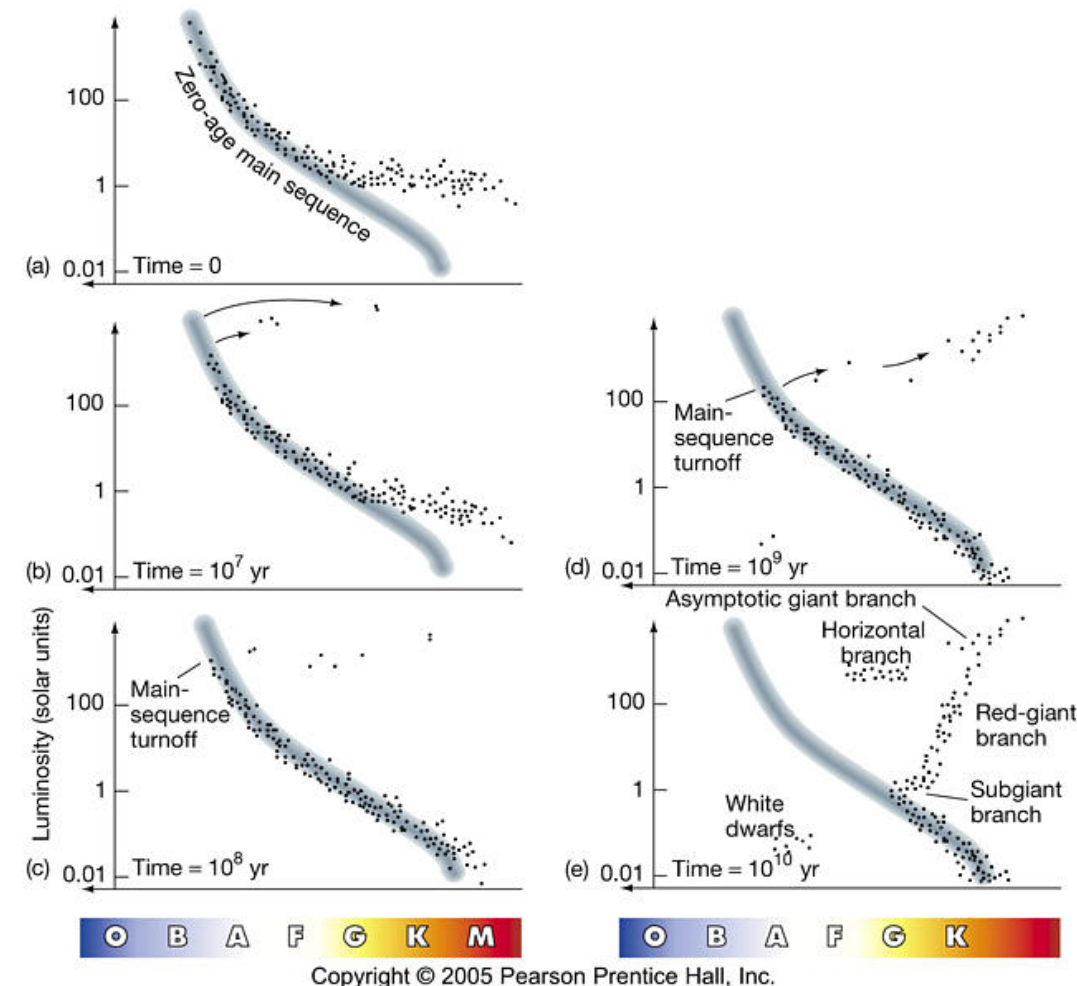 100
1
0.01
Zero-age main sequence
(a)
Time = 0
100
1
0.01
(b)
Time = 10⁷ yr
Luminosity (solar units)
100
1
0.01
Main-
sequence
turnoff
(c)
Time = 10⁸ yr
100
1
0.01
Main-
sequence
turnoff
(d)
Time = 10⁹ yr
Asymptotic giant branch
Horizontal
branch
100
1
0.01
Red-giant
branch
Subgiant
branch
White
dwarfs
(e)
Time = 10¹⁰ yr
O B A F G K M
O B A F G K
Copyright © 2005 Pearson Prentice Hall, Inc.